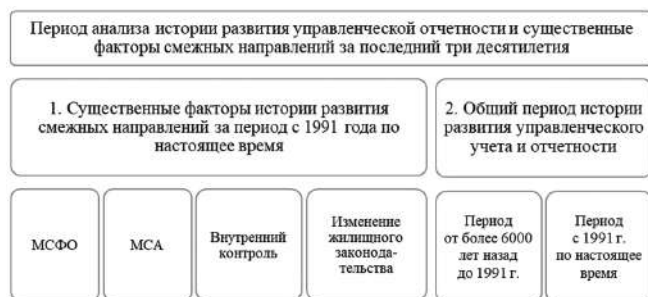 Период анализа истории развития управленческой отчетности и существенные
факторы смежных направлений за последний три десятилетия
1. Существенные факторы истории развития
смежных направлений за период с 1991 года по
настоящее время
2. Общий период истории
развития управленческого
учета и отчетности
МСФО
МСА
Внутренний
контроль
Изменение
жилищного
законода-
тельства
Период
от более 6000
лет назад
до 1991 г.
Период
с 1991 г.
по настоящее
время